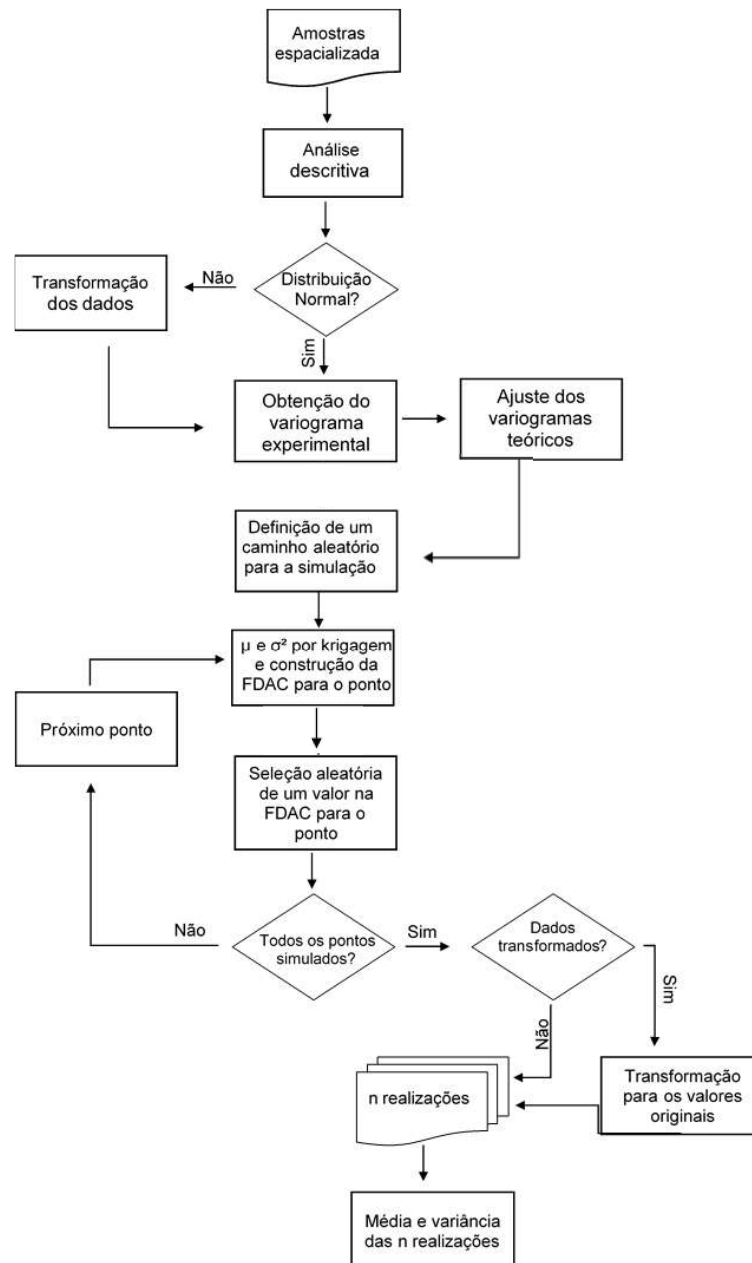 Amostras
espacializada
Análise
descritiva
Distribuição
Normal?
Não
Transformação
dos dados
Sim
Obtenção do
variograma
experimental
Ajuste dos
variogramas
teóricos
Definição de um
caminho aleatório
para a simulação
μ e σ² por krigagem
e construção da
FDAC para o ponto
Próximo ponto
Seleção aleatória
de um valor na
FDAC para o
ponto
Todos os pontos
simulados?
Não
Sim
Dados
transformados?
Sim
Não
Transformação
para os valores
originais
n realizações
Média e variância
das n realizações